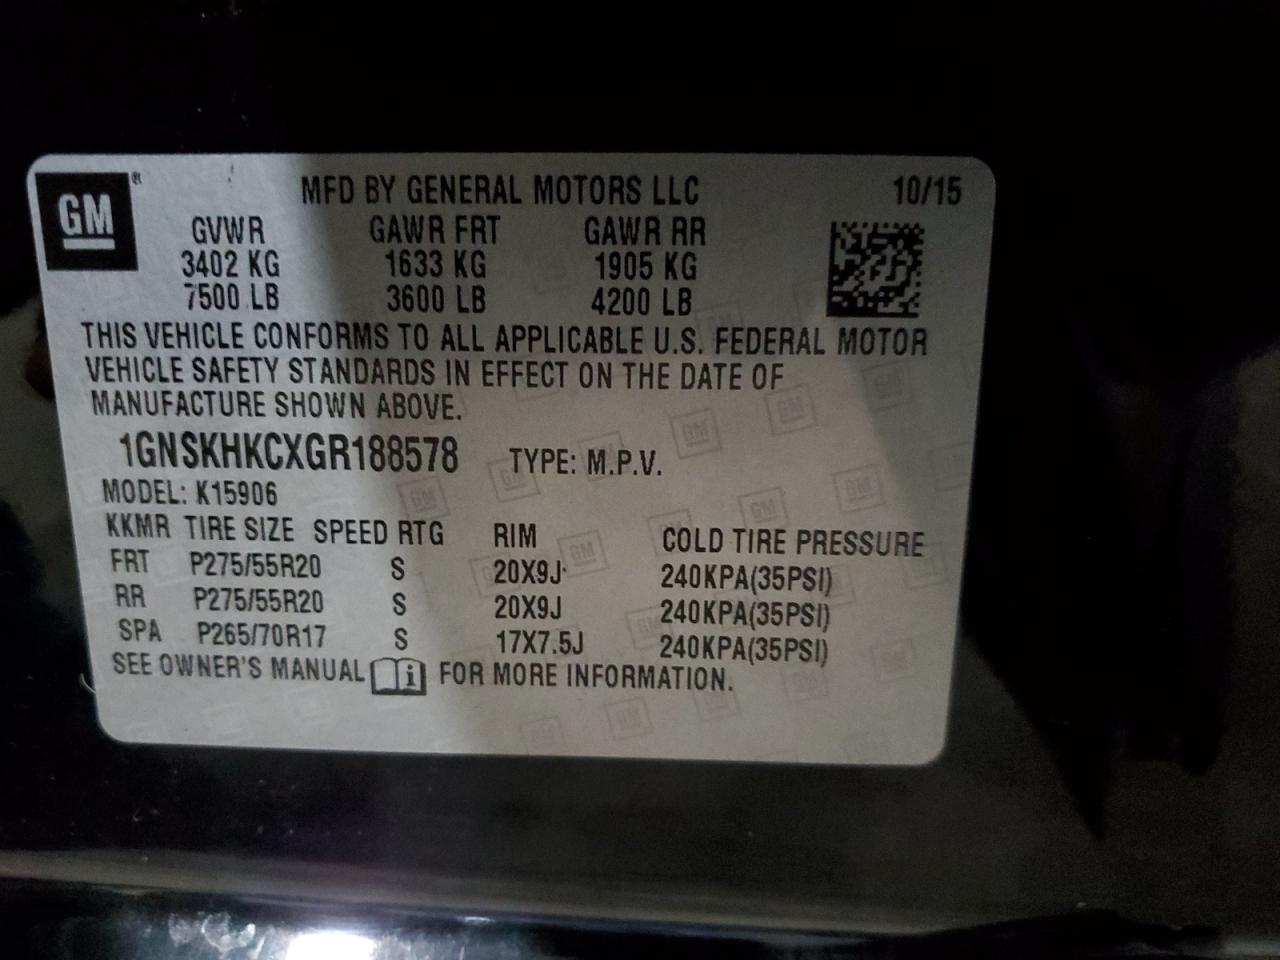 GM®
MFD BY GENERAL MOTORS LLC 10/15
GVWR GAWR FRT GAWR RR
3402 KG 1633 KG 1905 KG
7500 LB 3600 LB 4200 LB
THIS VEHICLE CONFORMS TO ALL APPLICABLE U.S. FEDERAL MOTOR
VEHICLE SAFETY STANDARDS IN EFFECT ON THE DATE OF
MANUFACTURE SHOWN ABOVE.
1GNSKHKCXGR188578 TYPE: M.P.V.
MODEL: K15906
KKMR TIRE SIZE SPEED RTG RIM COLD TIRE PRESSURE
FRT P275/55R20 S 20X9J 240KPA(35PSI)
RR P275/55R20 S 20X9J 240KPA(35PSI)
SPA P265/70R17 S 17X7.5J 240KPA(35PSI)
SEE OWNER'S MANUAL i FOR MORE INFORMATION.